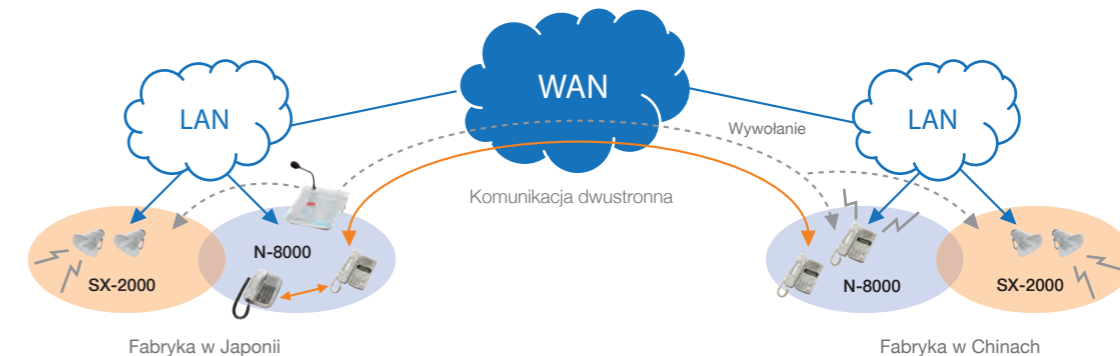 WAN
LAN
LAN
Wywołanie
Komunikacja dwustronna
N-8000
SX-2000
N-8000
SX-2000
Fabryka w Japonii
Fabryka w Chinach